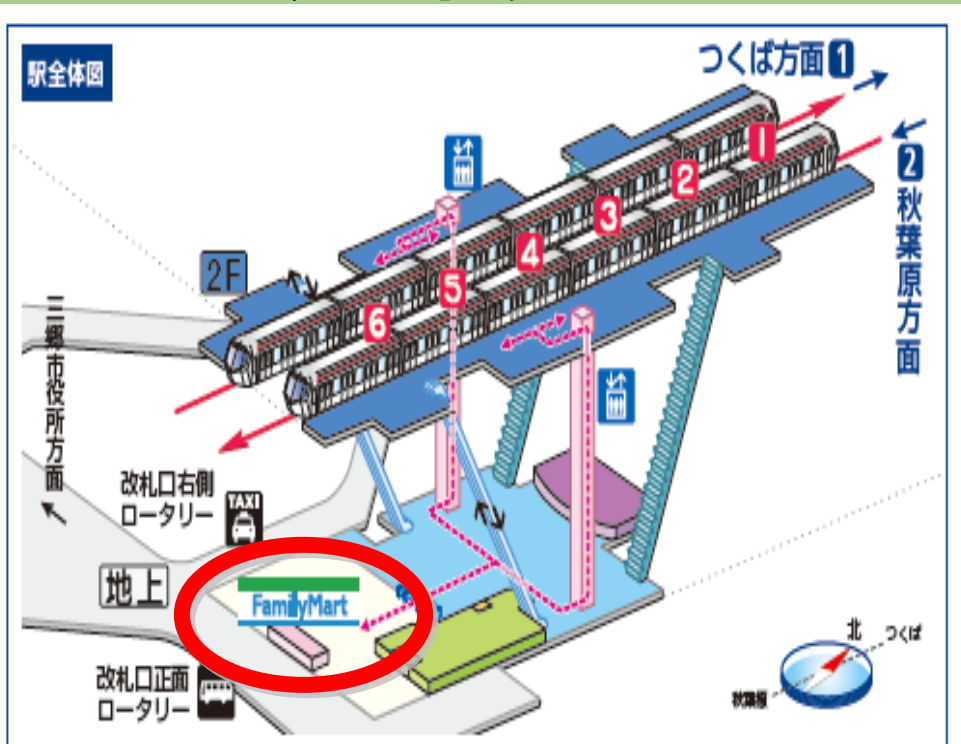 駅全体図
つくば方面 1
2 秋葉原方面
1
2
3
4
5
6
2F
三郷市役所方面
改札口右側
ロータリー
TAXI
地上
FamilyMart
改札口正面
ロータリー
北
つくば
秋葉原